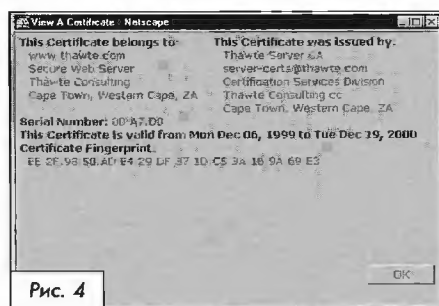 View A Certificate - Netscape
This Certificate belongs to: This Certificate was issued by:
www.thawte.com Thawte Server CA
Secure Web Server server-certs@thawte.com
Thawte Consulting Certification Services Division
Cape Town, Western Cape, ZA Thawte Consulting cc
Cape Town, Western Cape, ZA
Serial Number: 00:A7:D0
This Certificate is valid from Mon Dec 06, 1999 to Tue Dec 19, 2000
Certificate Fingerprint:
OK
Рис. 4